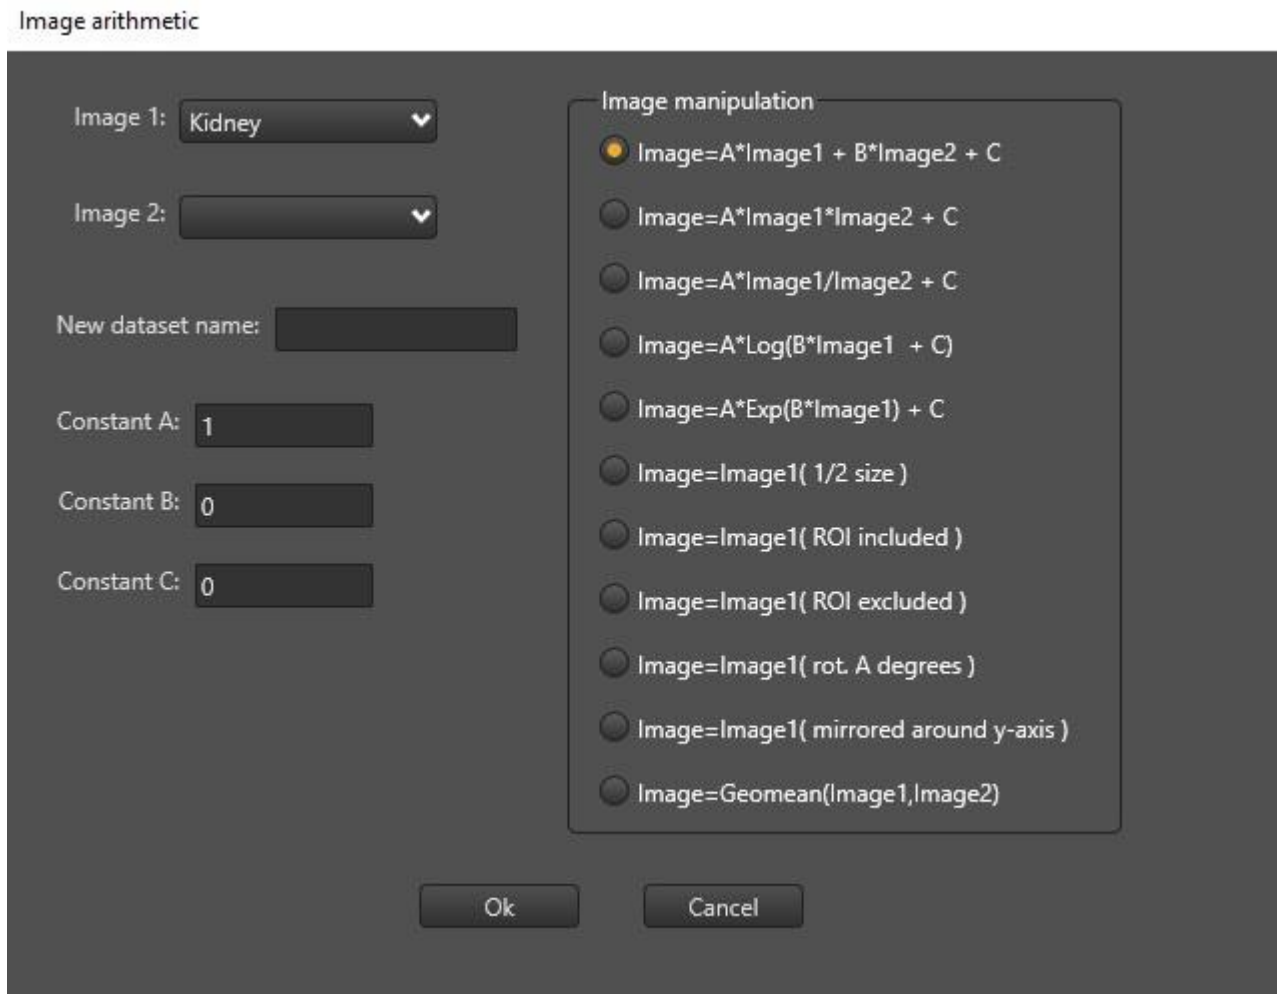 Image arithmetic
Image 1: Kidney
Image 2:
New dataset name:
Constant A: 1
Constant B: 0
Constant C: 0
Image manipulation
Image=A*Image1 + B*Image2 + C
Image=A*Image1*Image2 + C
Image=A*Image1/Image2 + C
Image=A*Log(B*Image1  + C)
Image=A*Exp(B*Image1) + C
Image=Image1( 1/2 size )
Image=Image1( ROI included )
Image=Image1( ROI excluded )
Image=Image1( rot. A degrees )
Image=Image1( mirrored around y-axis )
Image=Geomean(Image1,Image2)
Ok Cancel